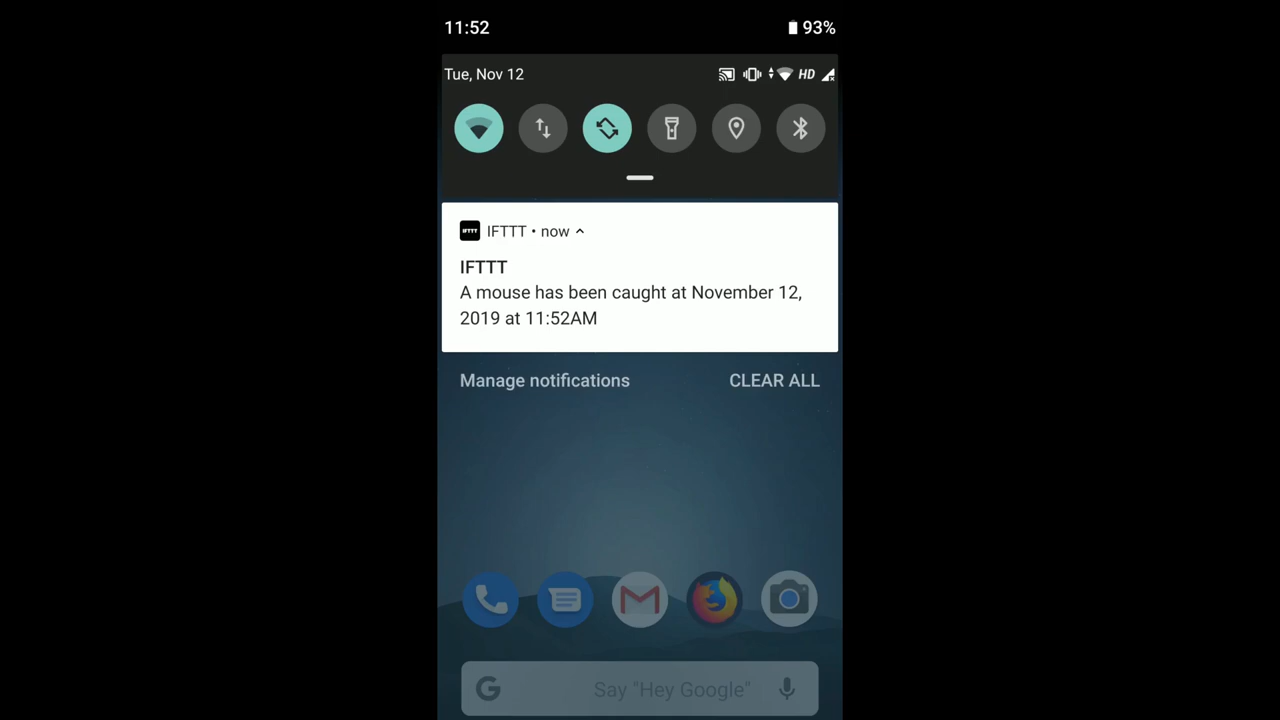 11:52 93%
Tue, Nov 12 HD
IFTTT IFTTT • now
IFTTT
A mouse has been caught at November 12,
2019 at 11:52AM
Manage notifications CLEAR ALL
G Say "Hey Google"